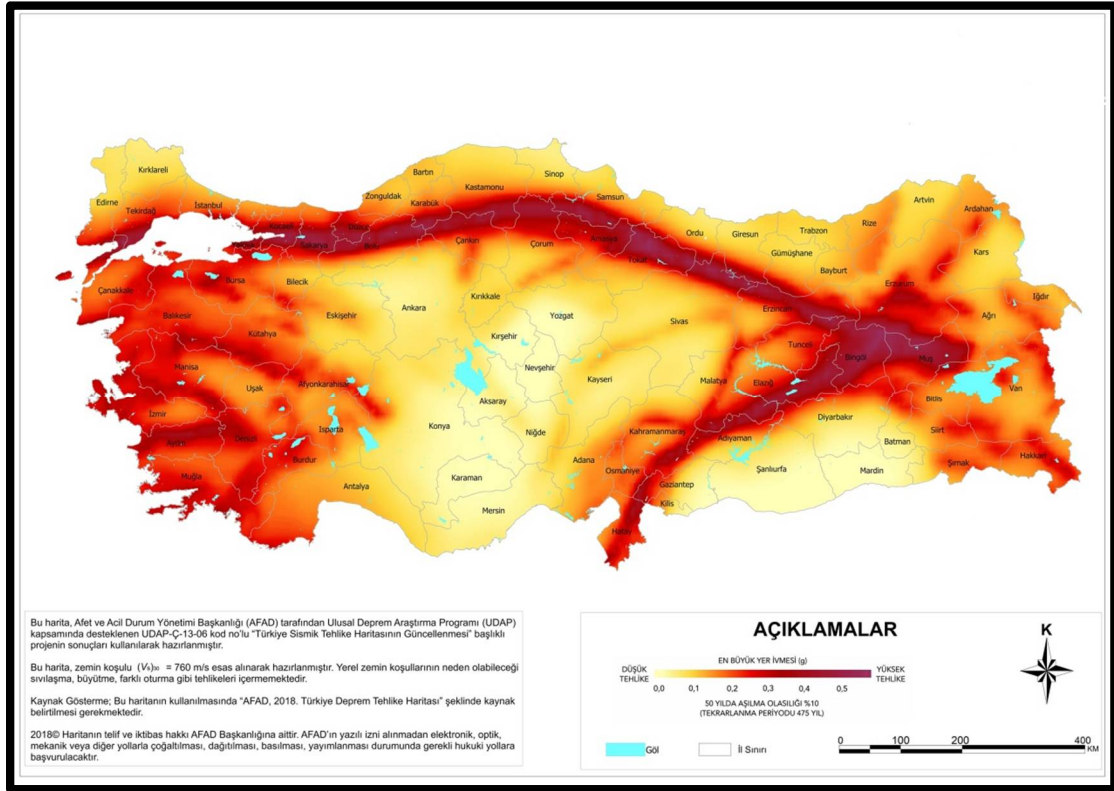 Kırklareli
Edirne
Tekirdağ
İstanbul
Kocaeli
Yalova
Sakarya
Düzce
Bolu
Zonguldak
Bartın
Karabük
Kastamonu
Sinop
Samsun
Çankırı
Çorum
Amasya
Tokat
Ordu
Giresun
Trabzon
Gümüşhane
Bayburt
Rize
Artvin
Ardahan
Kars
Iğdır
Ağrı
Erzurum
Erzincan
Çanakkale
Balıkesir
Bursa
Bilecik
Eskişehir
Kütahya
Ankara
Kırıkkale
Kırşehir
Yozgat
Sivas
Tunceli
Bingöl
Muş
Manisa
Uşak
Afyonkarahisar
Nevşehir
Kayseri
Malatya
Elazığ
Bitlis
Van
İzmir
Aydın
Denizli
Isparta
Burdur
Muğla
Antalya
Konya
Aksaray
Niğde
Karaman
Mersin
Adana
Kahramanmaraş
Osmaniye
Adıyaman
Gaziantep
Kilis
Hatay
Şanlıurfa
Diyarbakır
Batman
Mardin
Siirt
Şırnak
Hakkari
Bu harita, Afet ve Acil Durum Yönetimi Başkanlığı (AFAD) tarafından Ulusal Deprem Araştırma Programı (UDAP)
kapsamında desteklenen UDAP-Ç-13-06 kod no'lu "Türkiye Sismik Tehlike Haritasının Güncellenmesi" başlıklı
projenin sonuçları kullanılarak hazırlanmıştır.
Bu harita, zemin koşulu (Vs)30 = 760 m/s esas alınarak hazırlanmıştır. Yerel zemin koşullarının neden olabileceği
sıvılaşma, büyütme, farklı oturma gibi tehlikeleri içermemektedir.
Kaynak Gösterme; Bu haritanın kullanılmasında "AFAD, 2018. Türkiye Deprem Tehlike Haritası" şeklinde kaynak
belirtilmesi gerekmektedir.
2018© Haritanın telif ve iktibas hakkı AFAD Başkanlığına aittir. AFAD'ın yazılı izni alınmadan elektronik, optik,
mekanik veya diğer yollarla çoğaltılması, dağıtılması, basılması, yayımlanması durumunda gerekli hukuki yollara
başvurulacaktır.
AÇIKLAMALAR
EN BÜYÜK YER İVMESİ (g)
DÜŞÜK TEHLİKE
YÜKSEK TEHLİKE
0,0 0,1 0,2 0,3 0,4 0,5
50 YILDA AŞILMA OLASILIĞI %10
(TEKRARLANMA PERİYODU 475 YIL)
Göl
İl Sınırı
K
0 100 200 400
KM